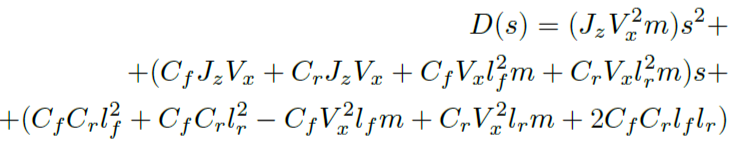 D(s) = (J_z V_x^2 m)s^2+
+(C_f J_z V_x + C_r J_z V_x + C_f V_x l_f^2 m + C_r V_x l_r^2 m)s+
+(C_f C_r l_f^2 + C_f C_r l_r^2 − C_f V_x^2 l_f m + C_r V_x^2 l_r m + 2C_f C_r l_f l_r)